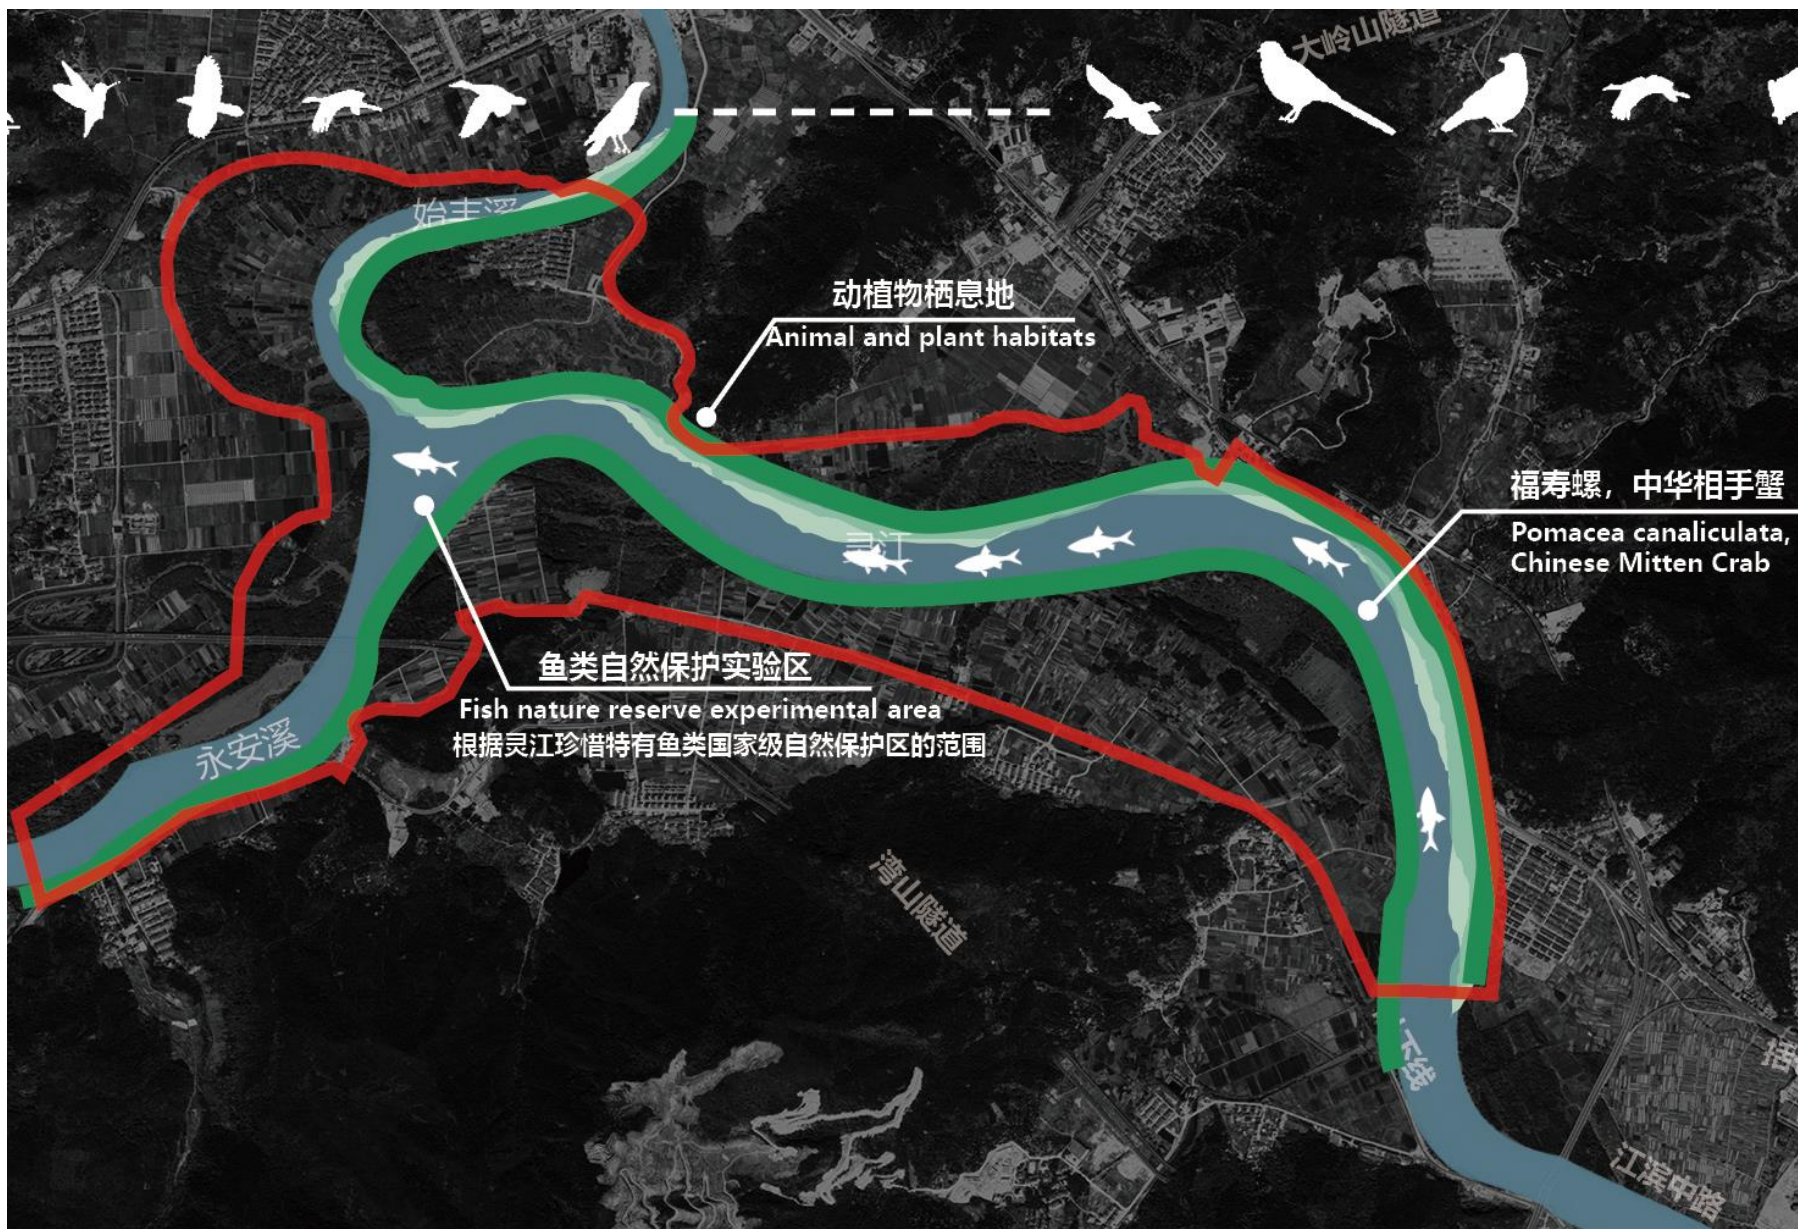 大岭山隧道
始丰溪
动植物栖息地
Animal and plant habitats
福寿螺，中华相手蟹
Pomacea canaliculata,
Chinese Mitten Crab
灵江
鱼类自然保护实验区
Fish nature reserve experimental area
根据灵江珍惜特有鱼类国家级自然保护区的范围
永安溪
湾山隧道
江滨中路